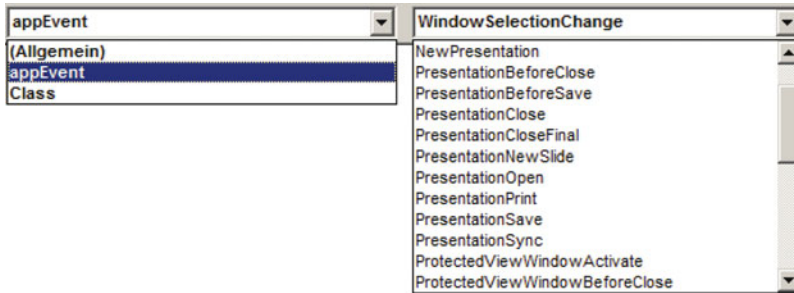 appEvent
(Allgemein)
appEvent
Class
WindowSelectionChange
NewPresentation
PresentationBeforeClose
PresentationBeforeSave
PresentationClose
PresentationCloseFinal
PresentationNewSlide
PresentationOpen
PresentationPrint
PresentationSave
PresentationSync
ProtectedViewWindowActivate
ProtectedViewWindowBeforeClose